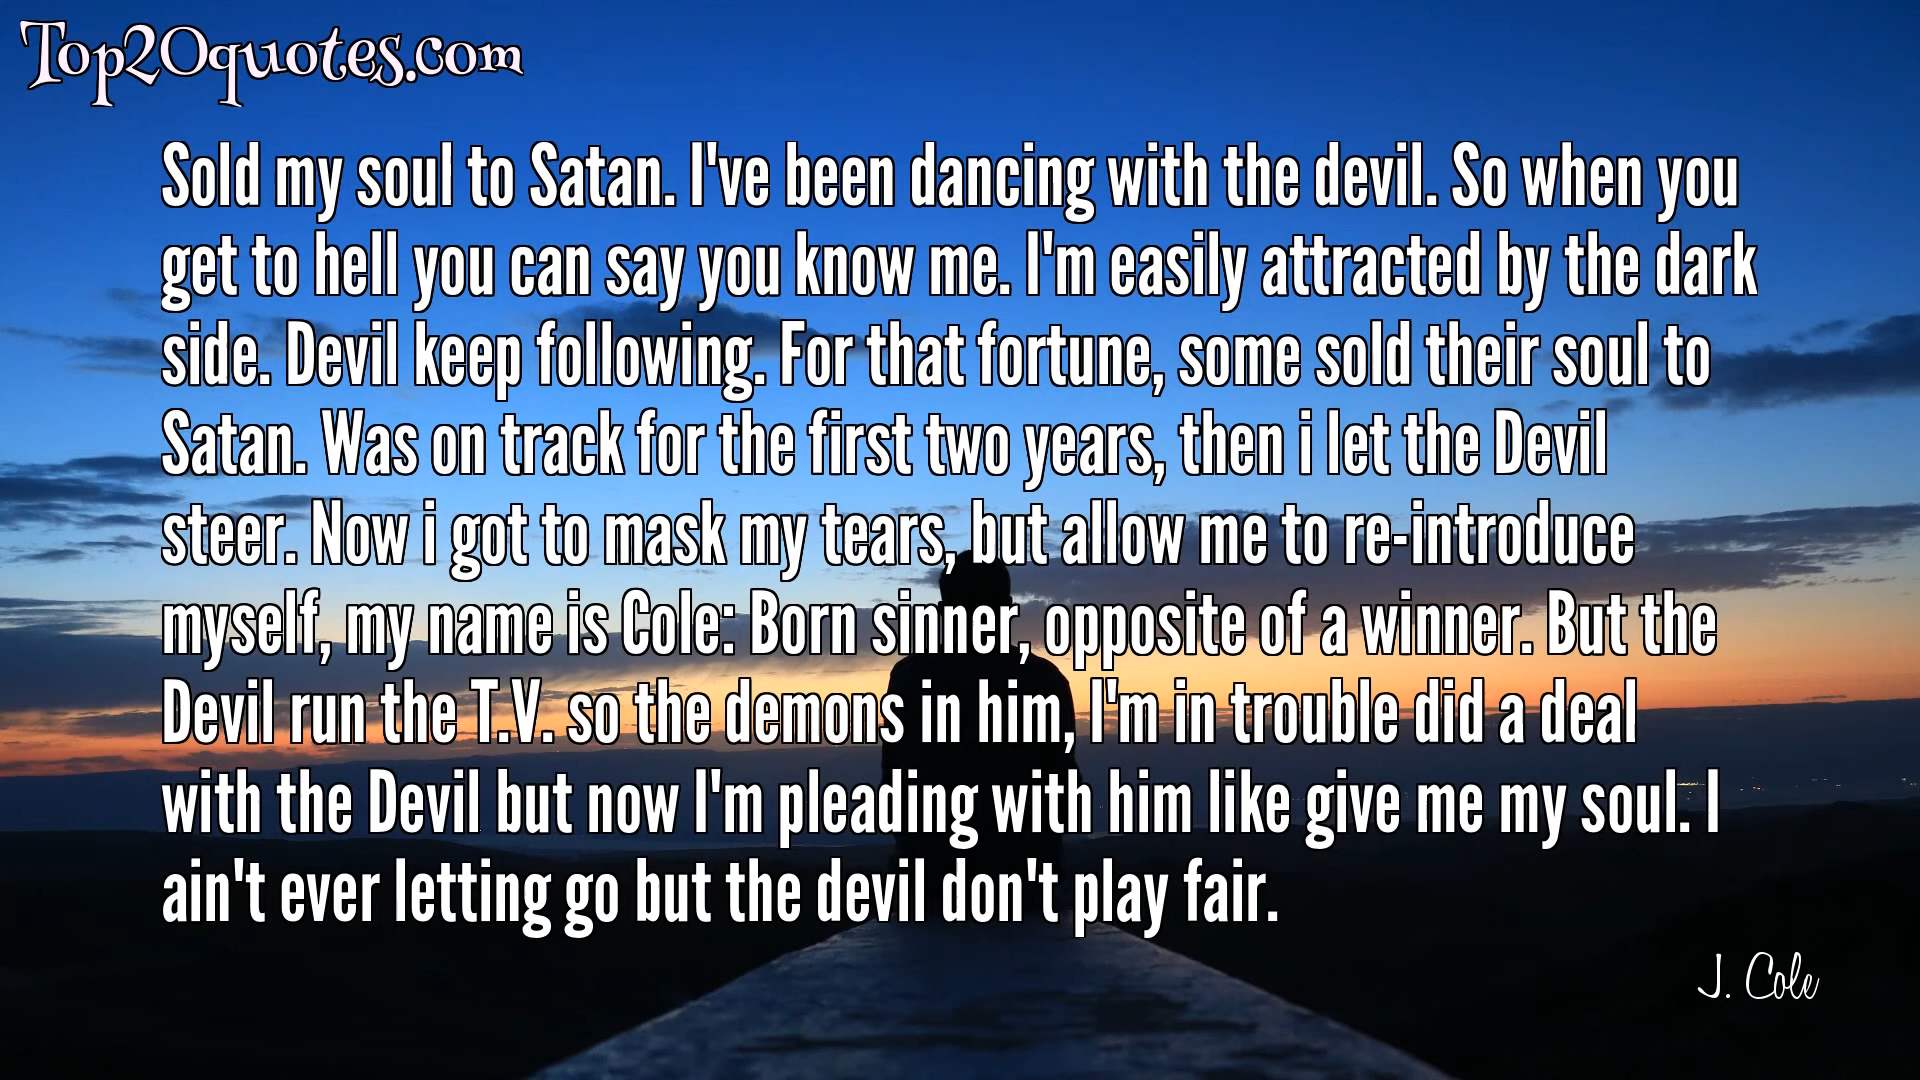 Top20quotes.com
Sold my soul to Satan. I've been dancing with the devil. So when you
get to hell you can say you know me. I'm easily attracted by the dark
side. Devil keep following. For that fortune, some sold their soul to
Satan. Was on track for the first two years, then i let the Devil
steer. Now i got to mask my tears, but allow me to re-introduce
myself, my name is Cole: Born sinner, opposite of a winner. But the
Devil run the T.V. so the demons in him, I'm in trouble did a deal
with the Devil but now I'm pleading with him like give me my soul. I
ain't ever letting go but the devil don't play fair.
J. Cole